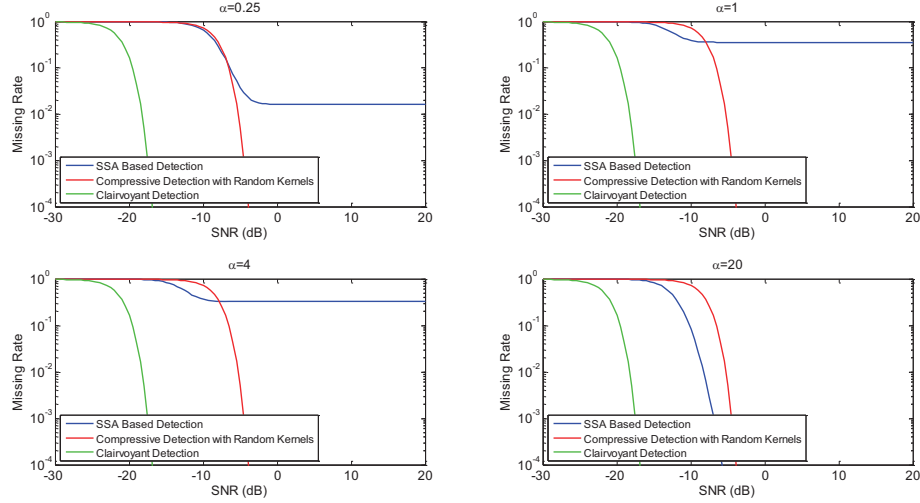 α=0.25
10^0
10^-1
10^-2
10^-3
10^-4
Missing Rate
SSA Based Detection
Compressive Detection with Random Kernels
Clairvoyant Detection
-30 -20 -10 0 10 20
SNR (dB)
α=1
10^0
10^-1
10^-2
10^-3
10^-4
Missing Rate
SSA Based Detection
Compressive Detection with Random Kernels
Clairvoyant Detection
-30 -20 -10 0 10 20
SNR (dB)
α=4
10^0
10^-1
10^-2
10^-3
10^-4
Missing Rate
SSA Based Detection
Compressive Detection with Random Kernels
Clairvoyant Detection
-30 -20 -10 0 10 20
SNR (dB)
α=20
10^0
10^-1
10^-2
10^-3
10^-4
Missing Rate
SSA Based Detection
Compressive Detection with Random Kernels
Clairvoyant Detection
-30 -20 -10 0 10 20
SNR (dB)